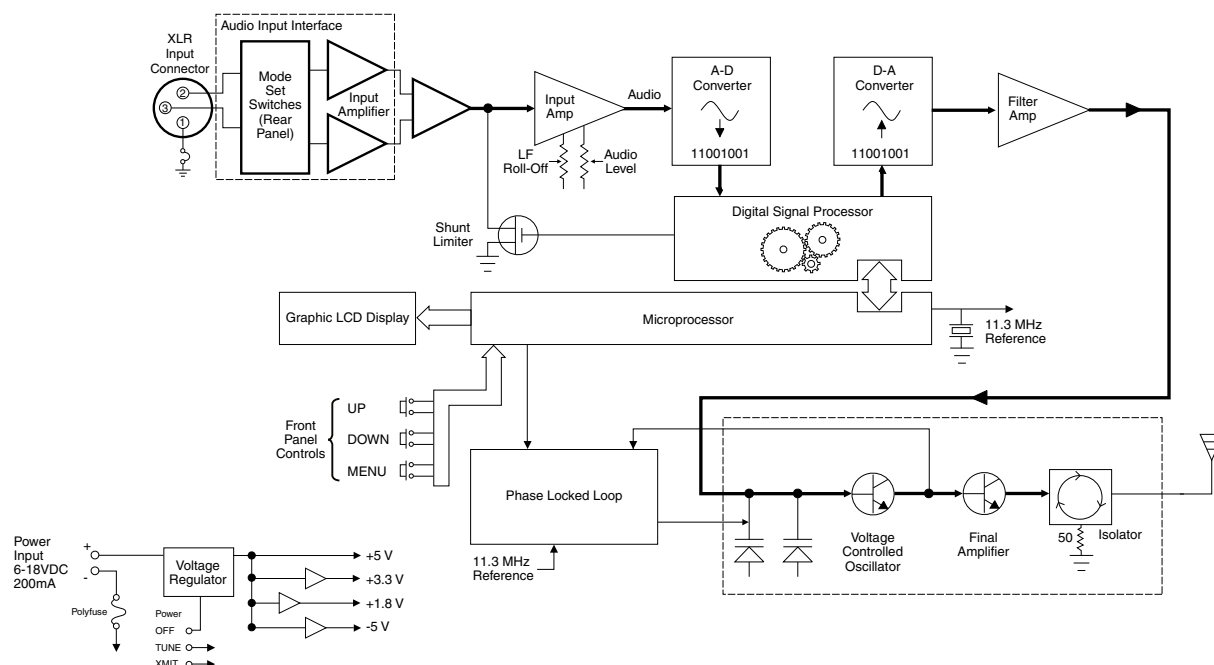 Audio Input Interface
XLR
Input
Connector
2
3
1
Mode
Set
Switches
(Rear
Panel)
Input
Amplifier
Input
Amp
Audio
LF
Roll-Off
Audio
Level
A-D
Converter
11001001
D-A
Converter
11001001
Filter
Amp
Shunt
Limiter
Digital Signal Processor
Graphic LCD Display
Microprocessor
11.3 MHz
Reference
Front
Panel
Controls
UP
DOWN
MENU
Phase Locked Loop
11.3 MHz
Reference
Voltage
Controlled
Oscillator
Final
Amplifier
50
Isolator
Power
Input
6-18VDC
200mA
+
-
Polyfuse
Voltage
Regulator
Power
OFF
TUNE
XMIT
+5 V
+3.3 V
+1.8 V
-5 V